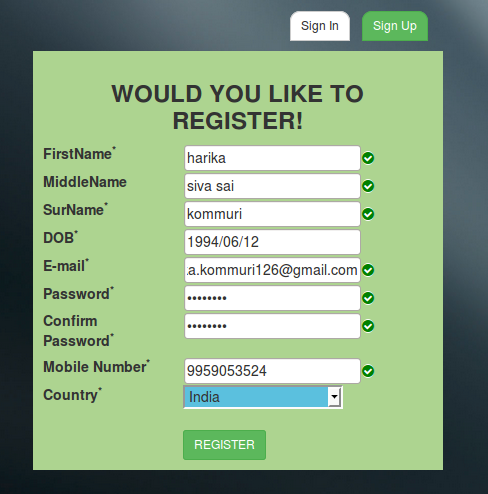 Sign In Sign Up
WOULD YOU LIKE TO
REGISTER!
FirstName* harika
MiddleName siva sai
SurName* kommuri
DOB* 1994/06/12
E-mail* .a.kommuri126@gmail.com
Password* ••••••••
Confirm
Password* ••••••••
Mobile Number* 9959053524
Country* India
REGISTER